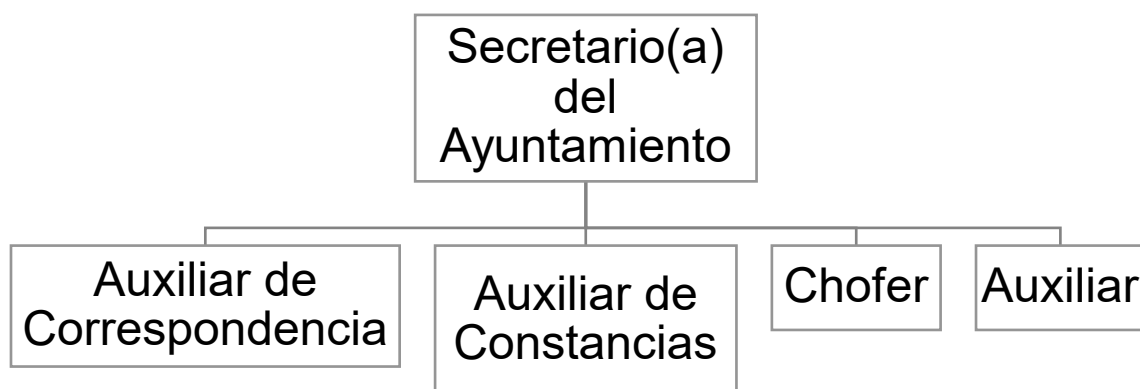 Secretario(a)
del
Ayuntamiento
Auxiliar de
Correspondencia
Auxiliar de
Constancias
Chofer
Auxiliar